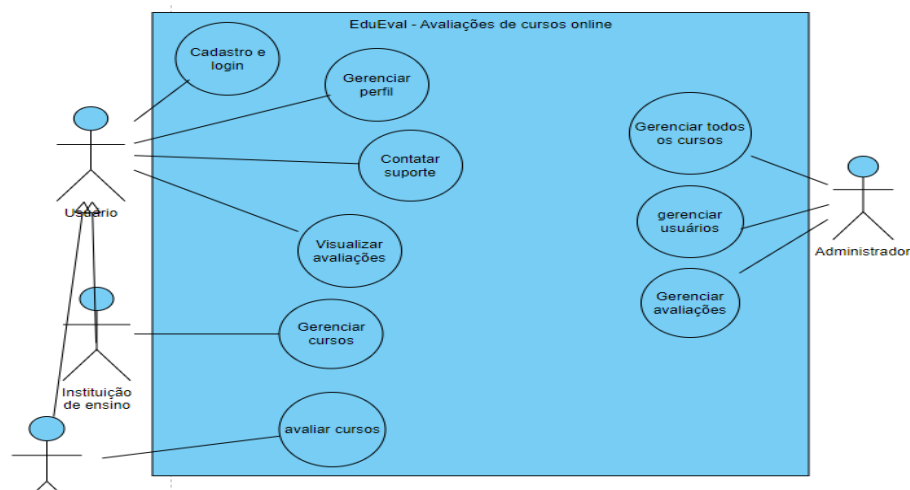 EduEval - Avaliações de cursos online
Cadastro e
login
Gerenciar
perfil
Contatar
suporte
Visualizar
avaliações
Gerenciar
cursos
avaliar cursos
Gerenciar todos
os cursos
gerenciar
usuários
Gerenciar
avaliações
Usuário
Instituição
de ensino
Administrador